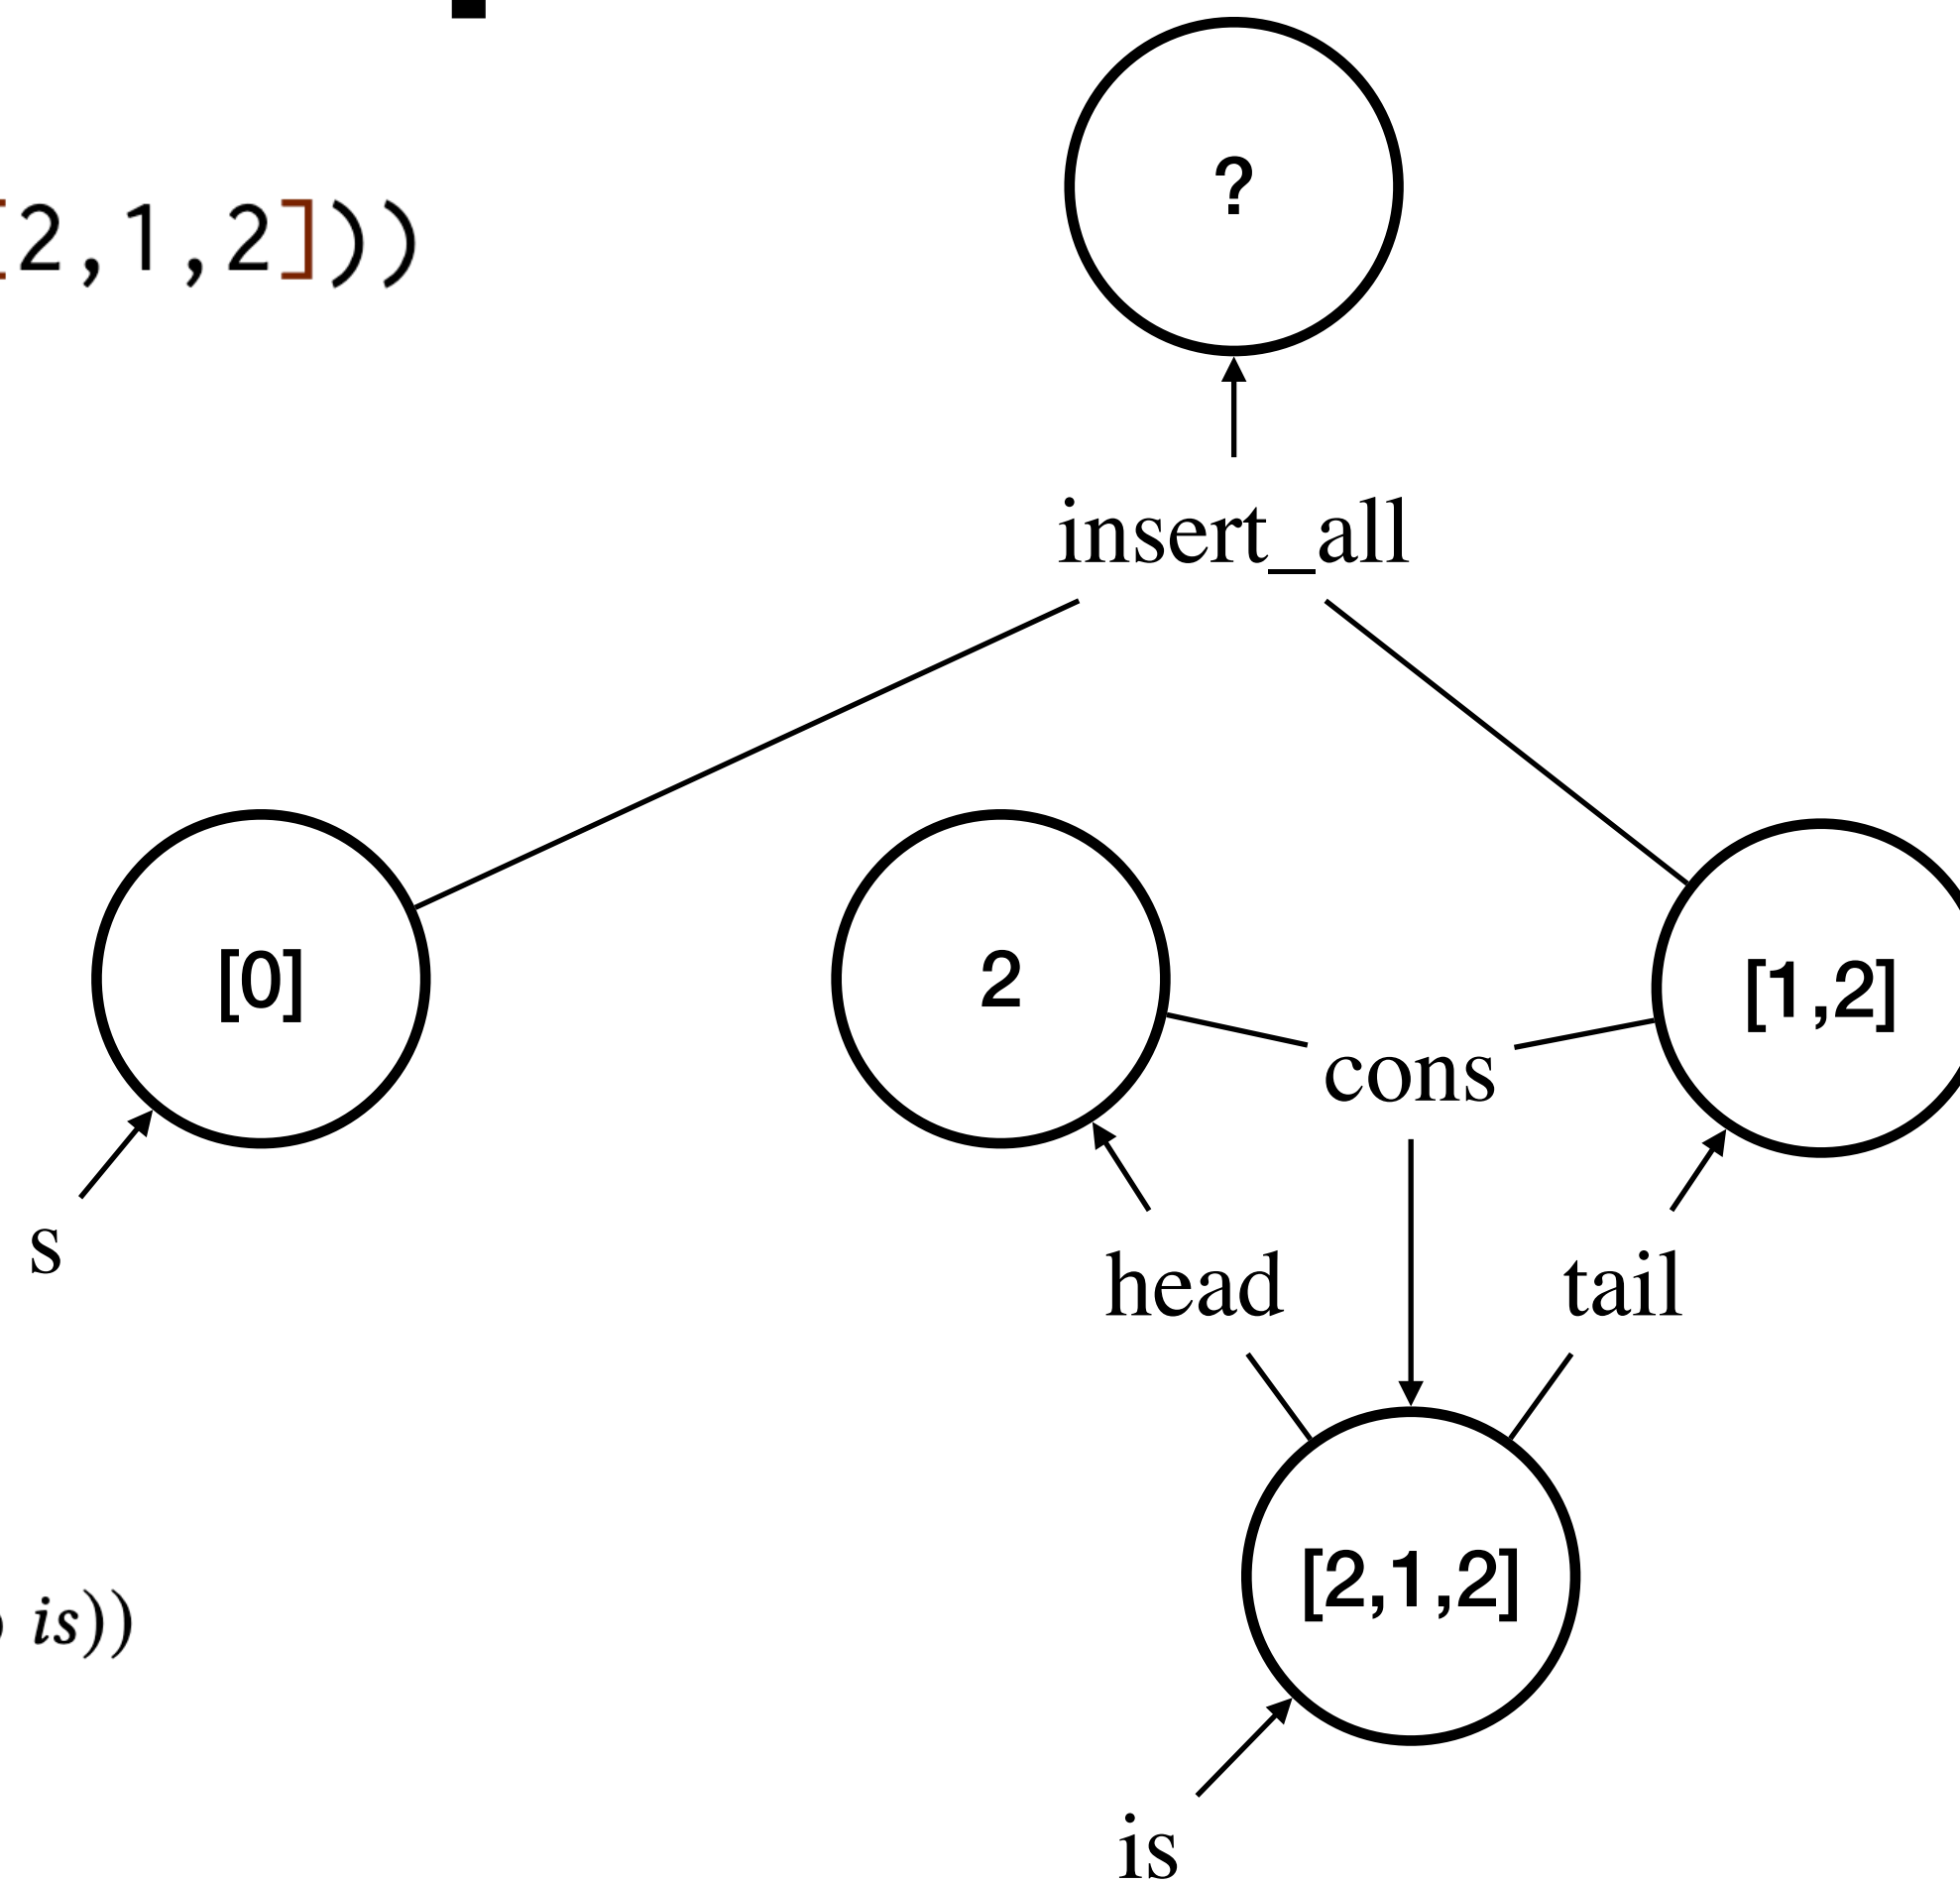 ?
[2,1,2]))
insert_all
[0]
2
[1,2]
cons
s
head
tail
[2,1,2]
is))
is